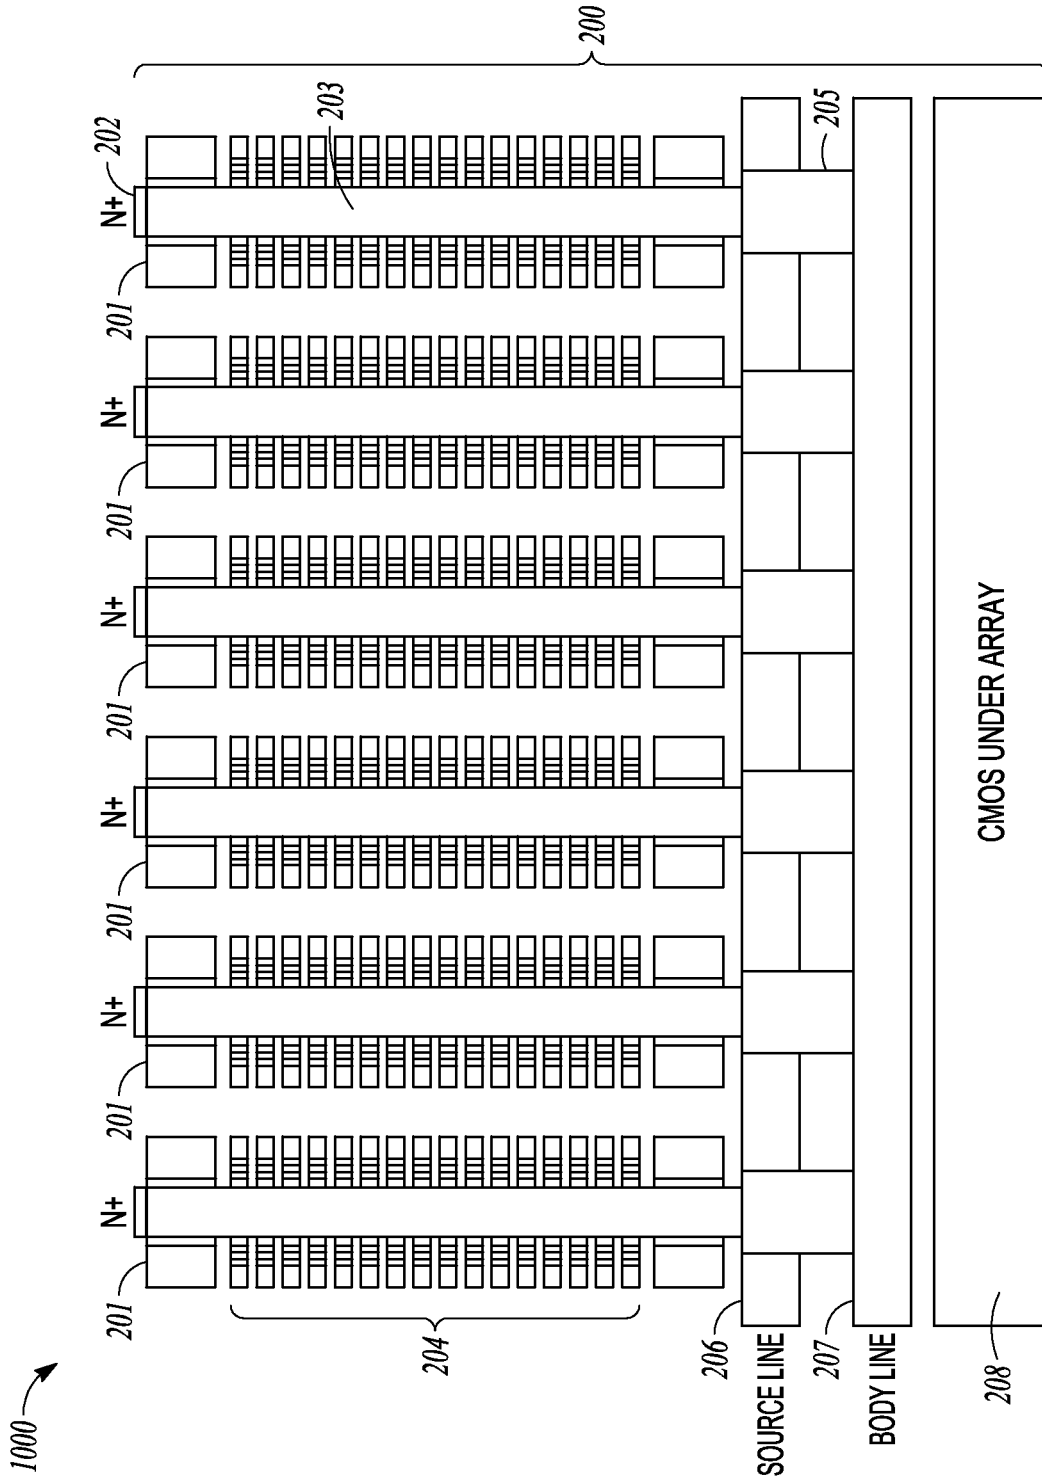 1000
201 N+ 201 N+ 201 N+ 201 N+ 201 N+ 201 N+ 202
203
204
200
206
SOURCE LINE
205
207
BODY LINE
CMOS UNDER ARRAY
208